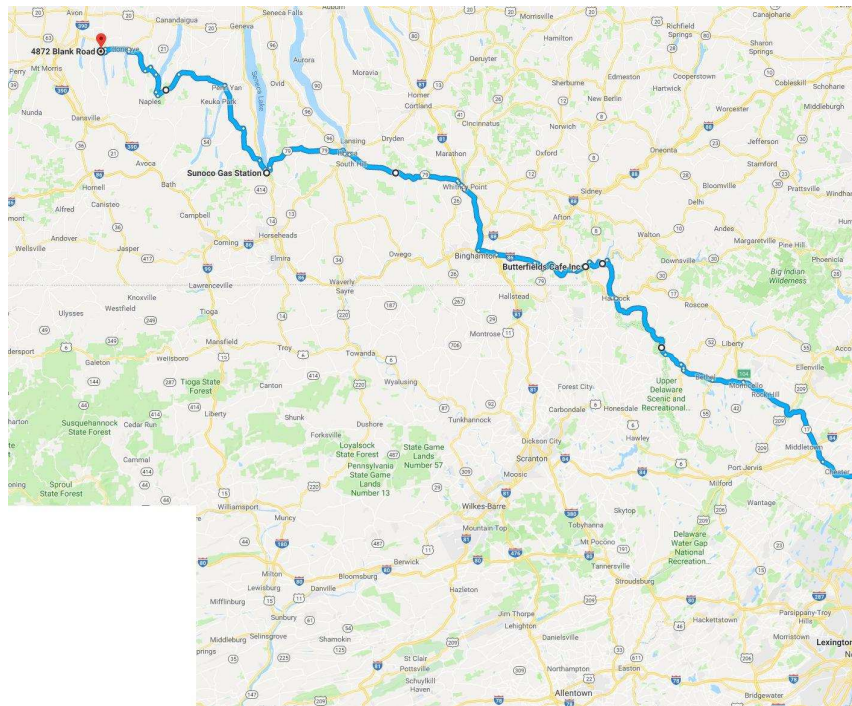 Avon
Canandaigua
Seneca Falls
Auburn
Morrisville
Canajoharie
Richfield
Springs
Sharon
Springs
Cobleskill
Schoharie
Middleburgh
4872 Blank Road
Perry
Mt Morris
Nunda
Dansville
Naples
Penn Yan
Keuka Park
Ovid
Aurora
Seneca Lake
Moravia
Deruyter
Hamilton
Homer
Cortland
Cincinnatus
Sherburne
Edmeston
Cooperstown
Hartwick
New Berlin
Norwich
Worcester
Jefferson
Stamford
Oneonta
Oxford
Lansing
Dryden
South Hill
Marathon
Whitney Point
Avoca
Bath
Hornell
Canisteo
Alfred
Andover
Wellsville
Jasper
Campbell
Corning
Horseheads
Elmira
Sunoco Gas Station
Owego
Binghamton
Afton
Sidney
Walton
Delhi
Bloomville
Prattsville
Windham
Andes
Margaretville
Pine Hill
Phoenicia
Big Indian
Wilderness
Downsville
Roscoe
Hancock
Butterfields Cafe Inc
Waverly
Sayre
Lawrenceville
Hallstead
Montrose
Knoxville
Westfield
Ulysses
Tioga
Mansfield
Wellsboro
Galeton
Troy
Towanda
Wyalusing
Tioga State
Forest
Canton
Liberty
Shunk
Dushore
Forksville
Tunkhannock
Forest City
Carbondale
Honesdale
Hawley
Dickson City
Scranton
Moosic
Upper
Delaware
Scenic and
Recreational...
Bethel
Liberty
Monticello
Rock Hill
Ellenville
Middletown
Port Jervis
Milford
Chester
Wantage
Susquehannock
State Forest
Cedar Run
Cammal
Sproul
State Forest
Loyalsock
State Forest
Pennsylvania
State Game
Lands
Number 13
State Game
Lands
Number 57
Williamsport
Muncy
Milton
Lewisburg
Mifflinburg
Danville
Bloomsburg
Berwick
Sunbury
Selinsgrove
Middleburg
Shamokin
Wilkes-Barre
Mountain Top
Hazleton
Tobyhanna
Mt Pocono
Tannersville
Skytop
Stroudsburg
Delaware
Water Gap
National
Recreation...
Jim Thorpe
Lehighton
St Clair
Pottsville
Schuylkill
Haven
Danielsville
Northampton
Allentown
Easton
Hackettstown
Parsippany-Troy
Hills
Morristown
Bridgewater
Lexington